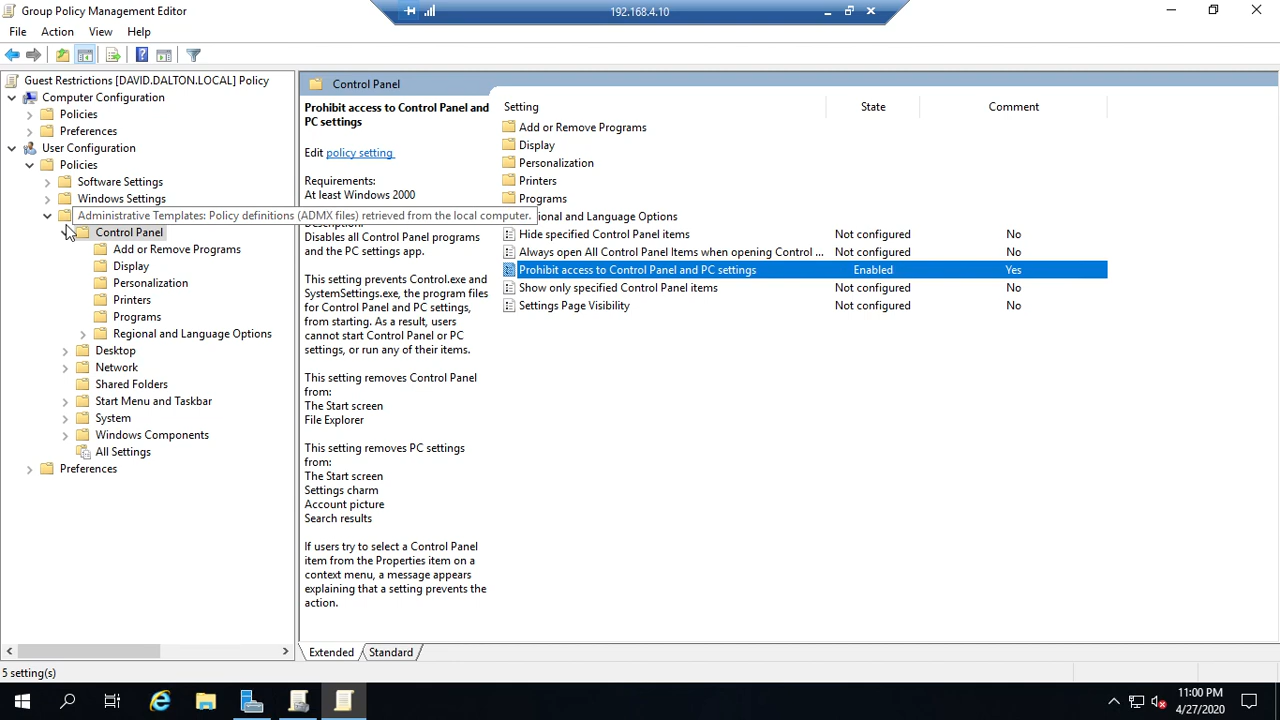 Group Policy Management Editor
192.168.4.10
File Action View Help
Guest Restrictions [DAVID.DALTON.LOCAL] Policy
Computer Configuration
Policies
Preferences
User Configuration
Policies
Software Settings
Windows Settings
Administrative Templates: Policy definitions (ADMX files) retrieved from the local computer.
Control Panel
Add or Remove Programs
Display
Personalization
Printers
Programs
Regional and Language Options
Desktop
Network
Shared Folders
Start Menu and Taskbar
System
Windows Components
All Settings
Preferences
Control Panel
Prohibit access to Control Panel and
PC settings
Edit policy setting
Requirements:
At least Windows 2000
Disables all Control Panel programs
and the PC settings app.
This setting prevents Control.exe and
SystemSettings.exe, the program files
for Control Panel and PC settings,
from starting. As a result, users
cannot start Control Panel or PC
settings, or run any of their items.
This setting removes Control Panel
from:
The Start screen
File Explorer
This setting removes PC settings
from:
The Start screen
Settings charm
Account picture
Search results
If users try to select a Control Panel
item from the Properties item on a
context menu, a message appears
explaining that a setting prevents the
action.
Setting State Comment
Add or Remove Programs
Display
Personalization
Printers
Programs
egional and Language Options
Hide specified Control Panel items Not configured No
Always open All Control Panel Items when opening Control ... Not configured No
Prohibit access to Control Panel and PC settings Enabled Yes
Show only specified Control Panel items Not configured No
Settings Page Visibility Not configured No
Extended Standard
5 setting(s)
11:00 PM
4/27/2020